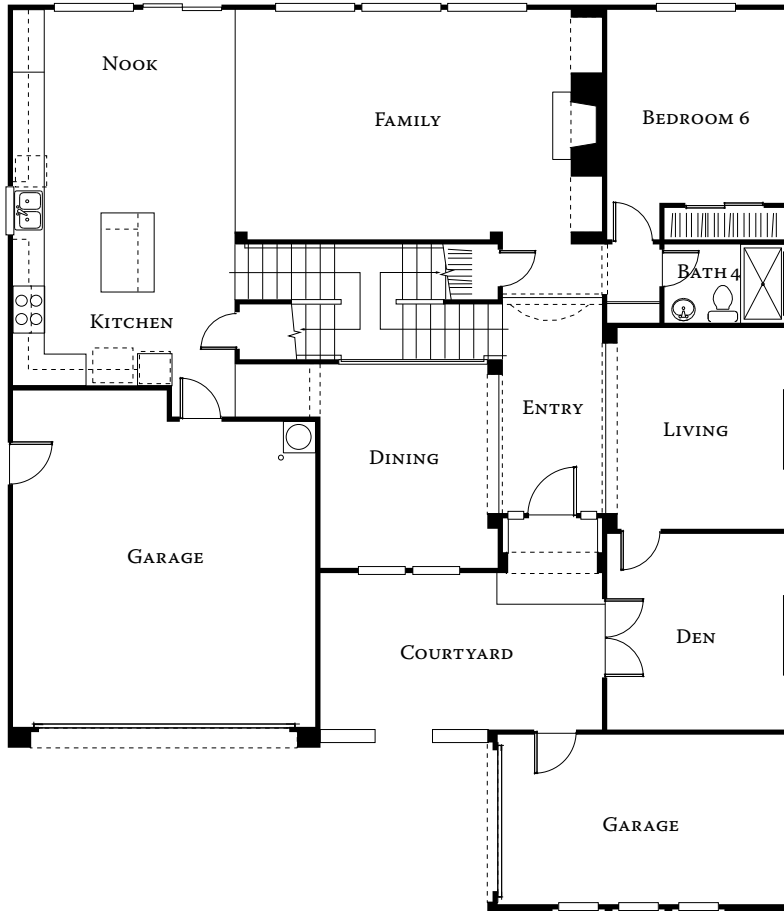 Nook
Family
Bedroom 6
Bath 4
Kitchen
Entry
Living
Dining
Garage
Den
Courtyard
Garage